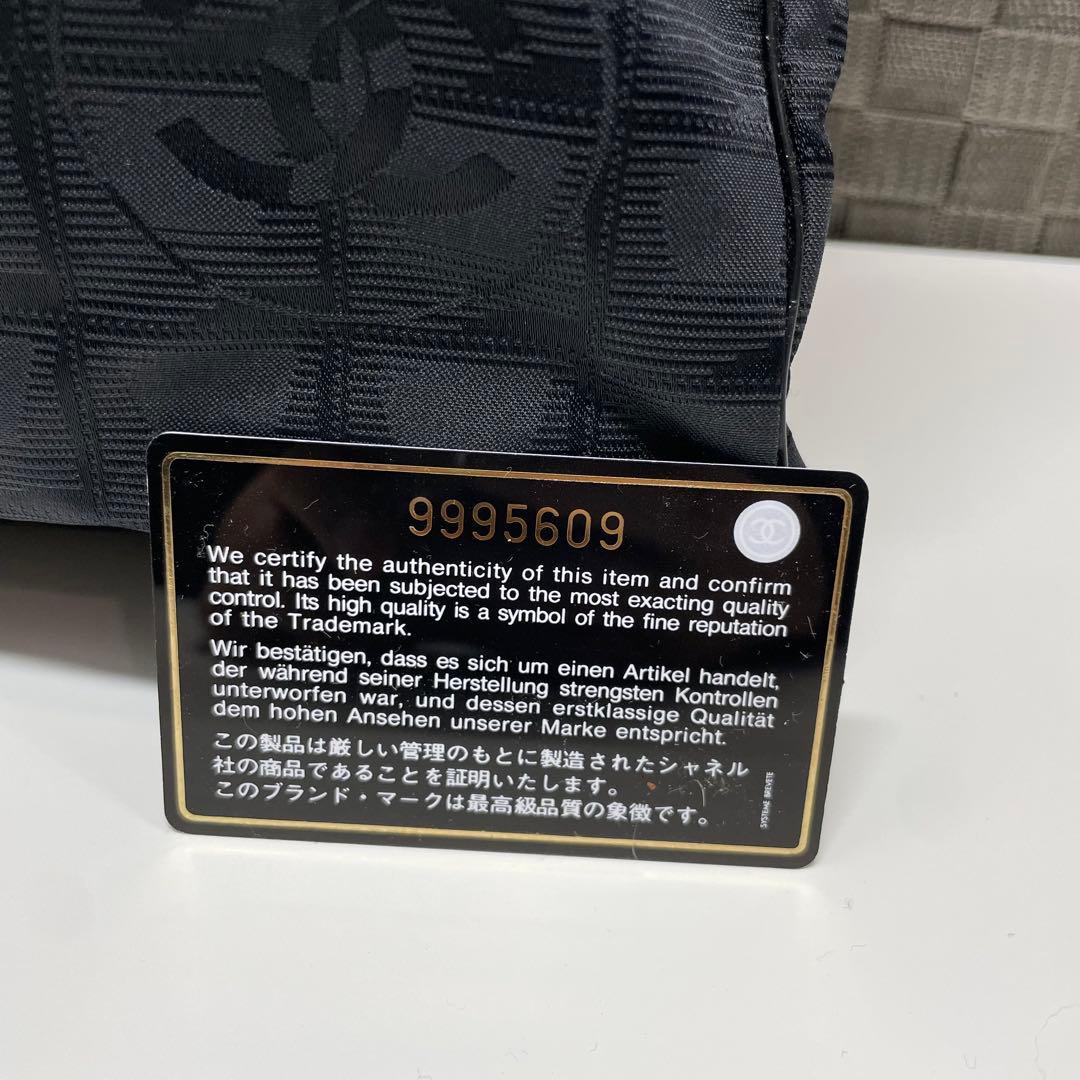 9995609
We certify the authenticity of this item and confirm
that it has been subjected to the most exacting quality
control. Its high quality is a symbol of the fine reputation
of the Trademark.
Wir bestätigen, dass es sich um einen Artikel handelt,
der während seiner Herstellung strengsten Kontrollen
unterworfen war, und dessen erstklassige Qualität
dem hohen Ansehen unserer Marke entspricht.
この製品は厳しい管理のもとに製造されたシャネル
社の商品であることを証明いたします。
このブランド・マークは最高級品質の象徴です。
SYSTEME BREVETE